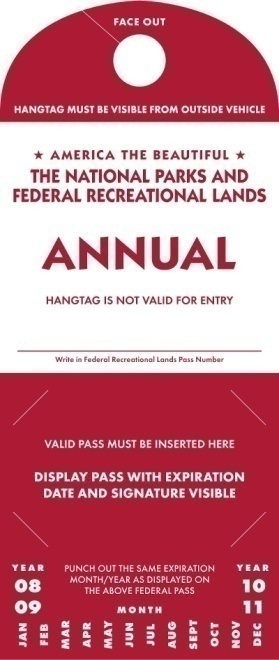 FACE OUT
HANGTAG MUST BE VISIBLE FROM OUTSIDE VEHICLE
★ AMERICA THE BEAUTIFUL ★
THE NATIONAL PARKS AND
FEDERAL RECREATIONAL LANDS
ANNUAL
HANGTAG IS NOT VALID FOR ENTRY
Write in Federal Recreational Lands Pass Number
VALID PASS MUST BE INSERTED HERE
DISPLAY PASS WITH EXPIRATION
DATE AND SIGNATURE VISIBLE
YEAR
08
09
PUNCH OUT THE SAME EXPIRATION
MONTH/YEAR AS DISPLAYED ON
THE ABOVE FEDERAL PASS
YEAR
10
11
MONTH
JAN FEB MAR APR MAY JUN JUL AUG SEPT OCT NOV DEC